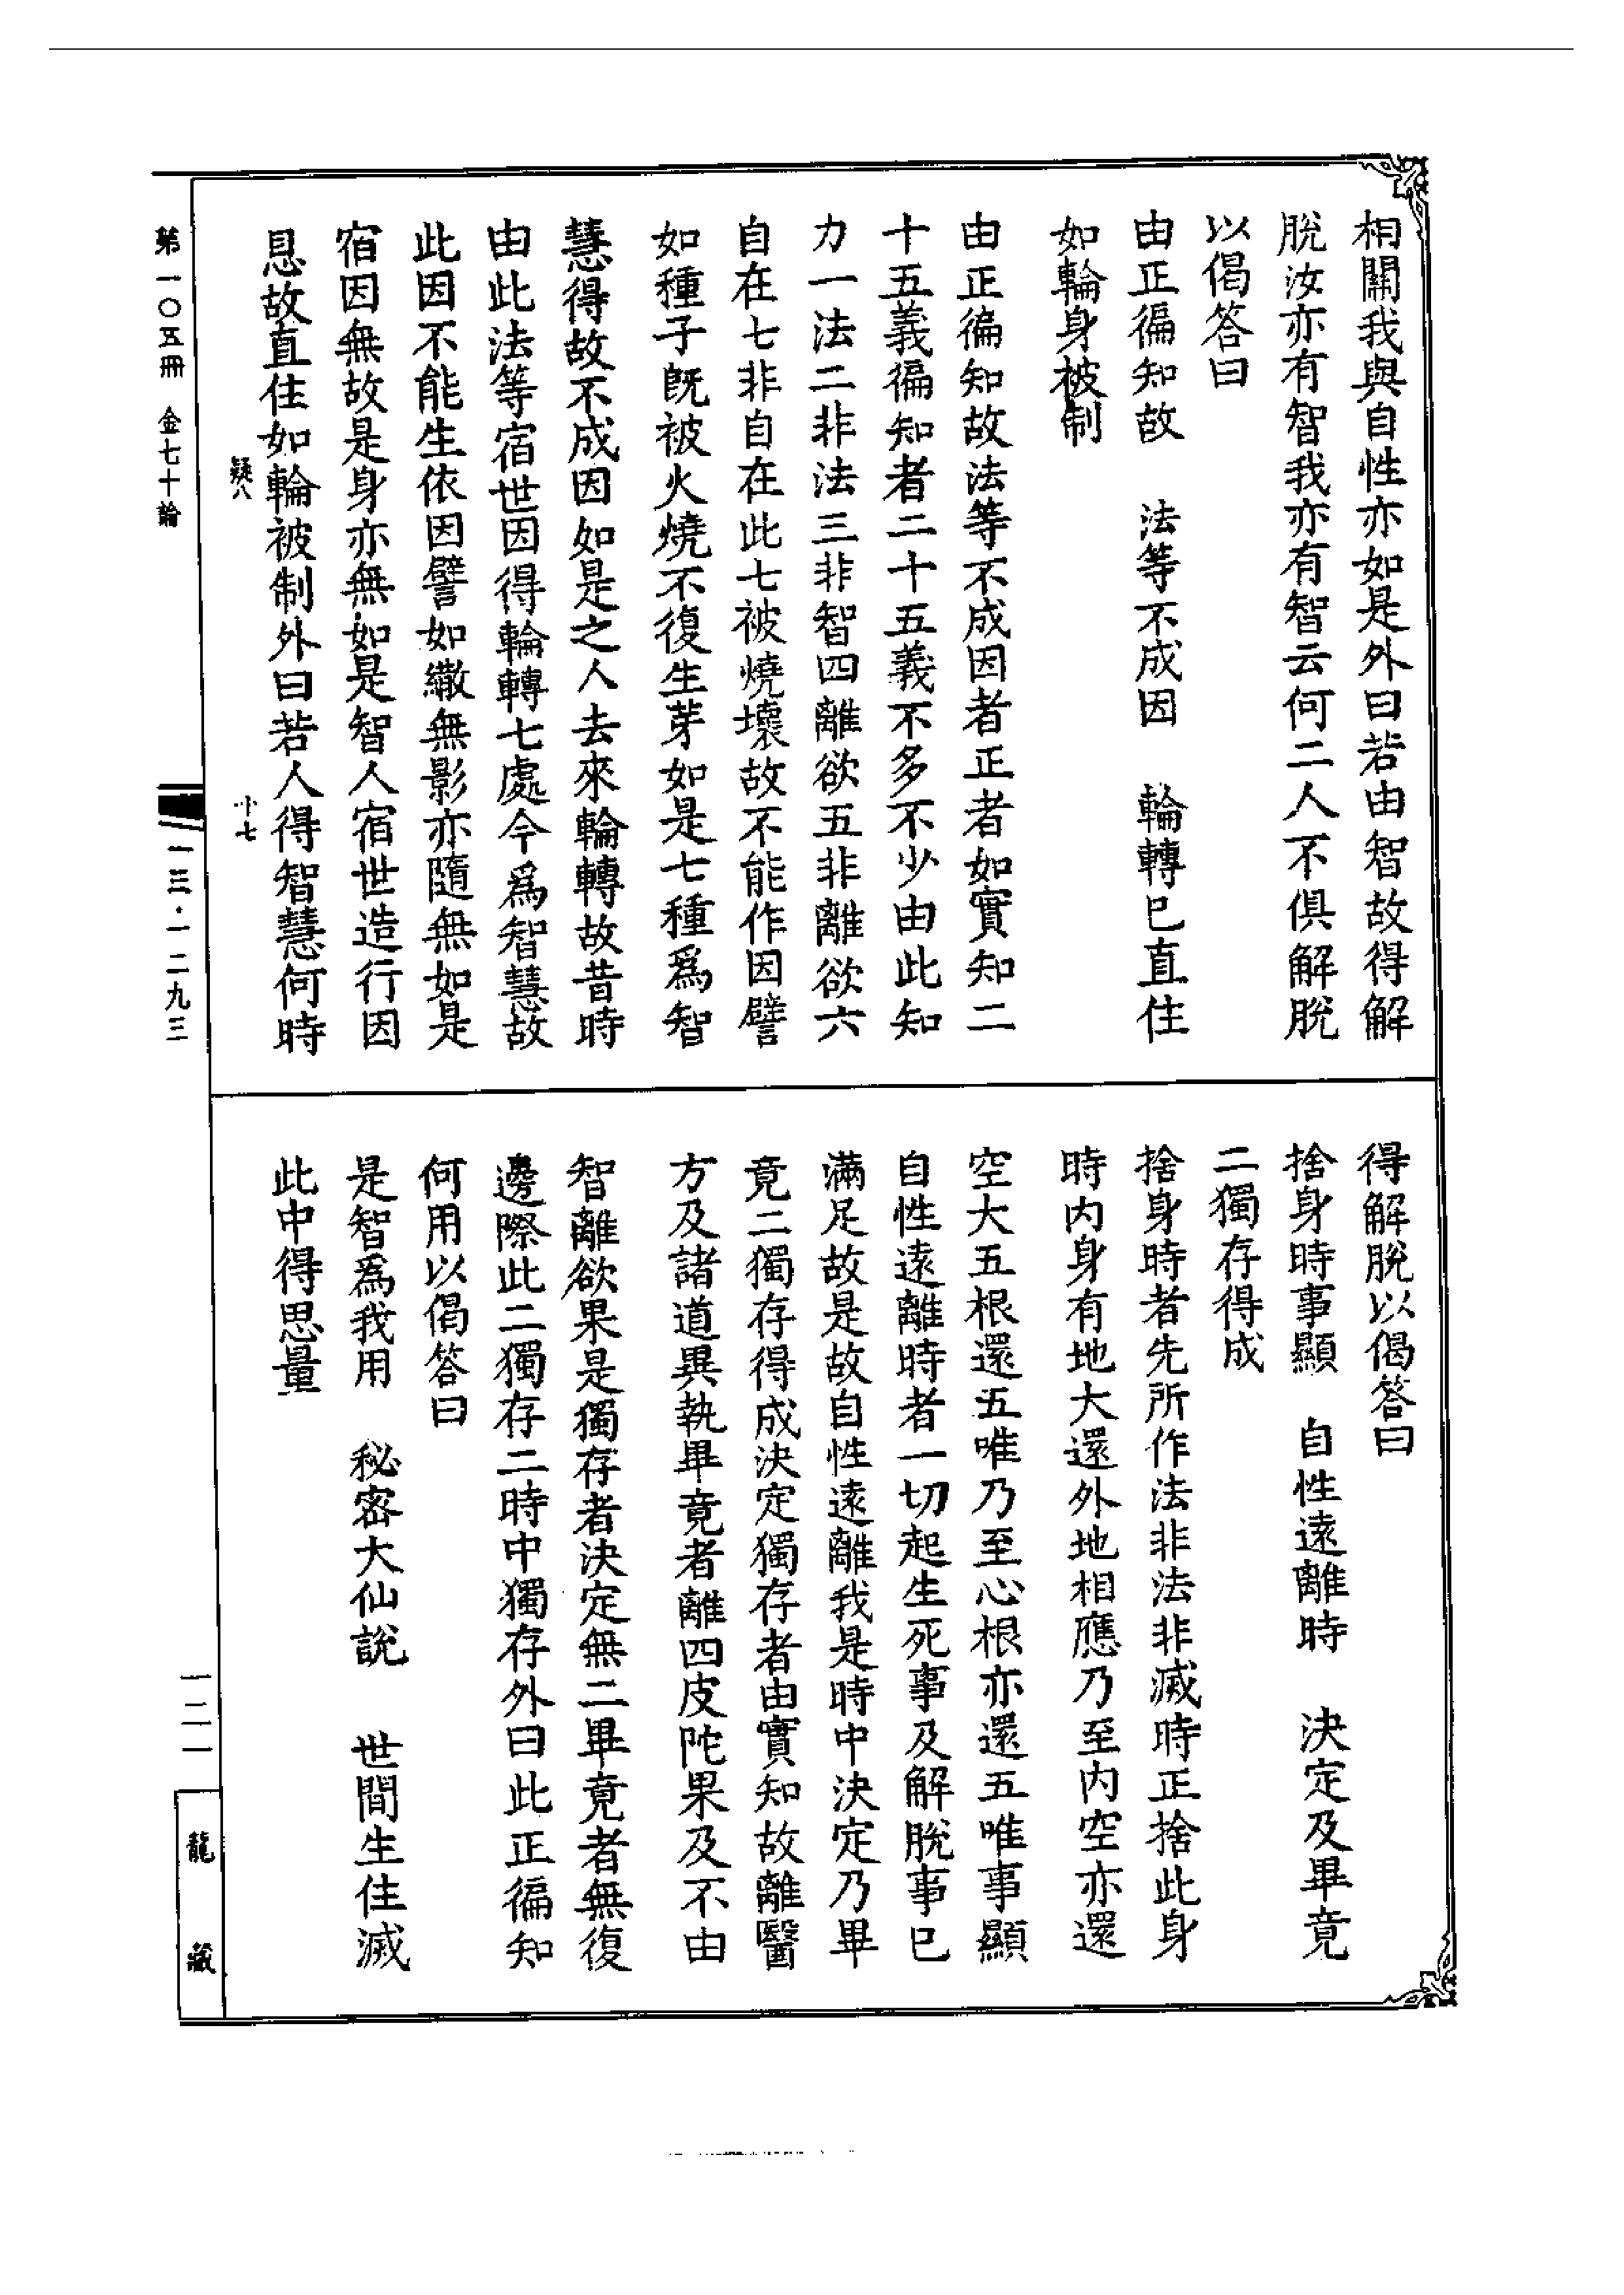 相關我與自性亦如是外曰若由智故得解
脫汝亦有智我亦有智云何二人不俱解脫
以偈答曰
由正徧知故　法等不成因　輪轉已直住
如輪身被制
由正徧知故法等不成因者正者如實知二
十五義徧知者二十五義不多不少由此知
力一法二非法三非智四離欲五非離欲六
自在七非自在此七被燒壞故不能作因譬
如種子旣被火燒不復生芽如是七種爲智
慧得故不成因如是之人去來輪轉故昔時
由此法等宿世因得輪轉七處今爲智慧故
此因不能生依因譬如繖無影亦隨無如是
宿因無故是身亦無如是智人宿世造行因
息故直住如輪被制外曰若人得智慧何時
得解脫以偈答曰
捨身時事顯　自性遠離時　決定及畢竟
二獨存得成
捨身時者先所作法非法非滅時正捨此身
時内身有地大還外地相應乃至内空亦還
空大五根還五唯乃至心根亦還五唯事顯
自性遠離時者一切起生死事及解脫事已
滿足故是故自性遠離我是時中決定乃畢
竟二獨存得成決定獨存者由實知故離醫
方及諸道異執畢竟者離四皮陀果及不由
智離欲果是獨存者決定無二畢竟者無復
邊際此二獨存二時中獨存外曰此正徧知
何用以偈答曰
是智爲我用　秘密大仙說　世間生住滅
此中得思量
疑八　十七
第一〇五冊　金七十論
一三·一二九三
一二一
龍藏